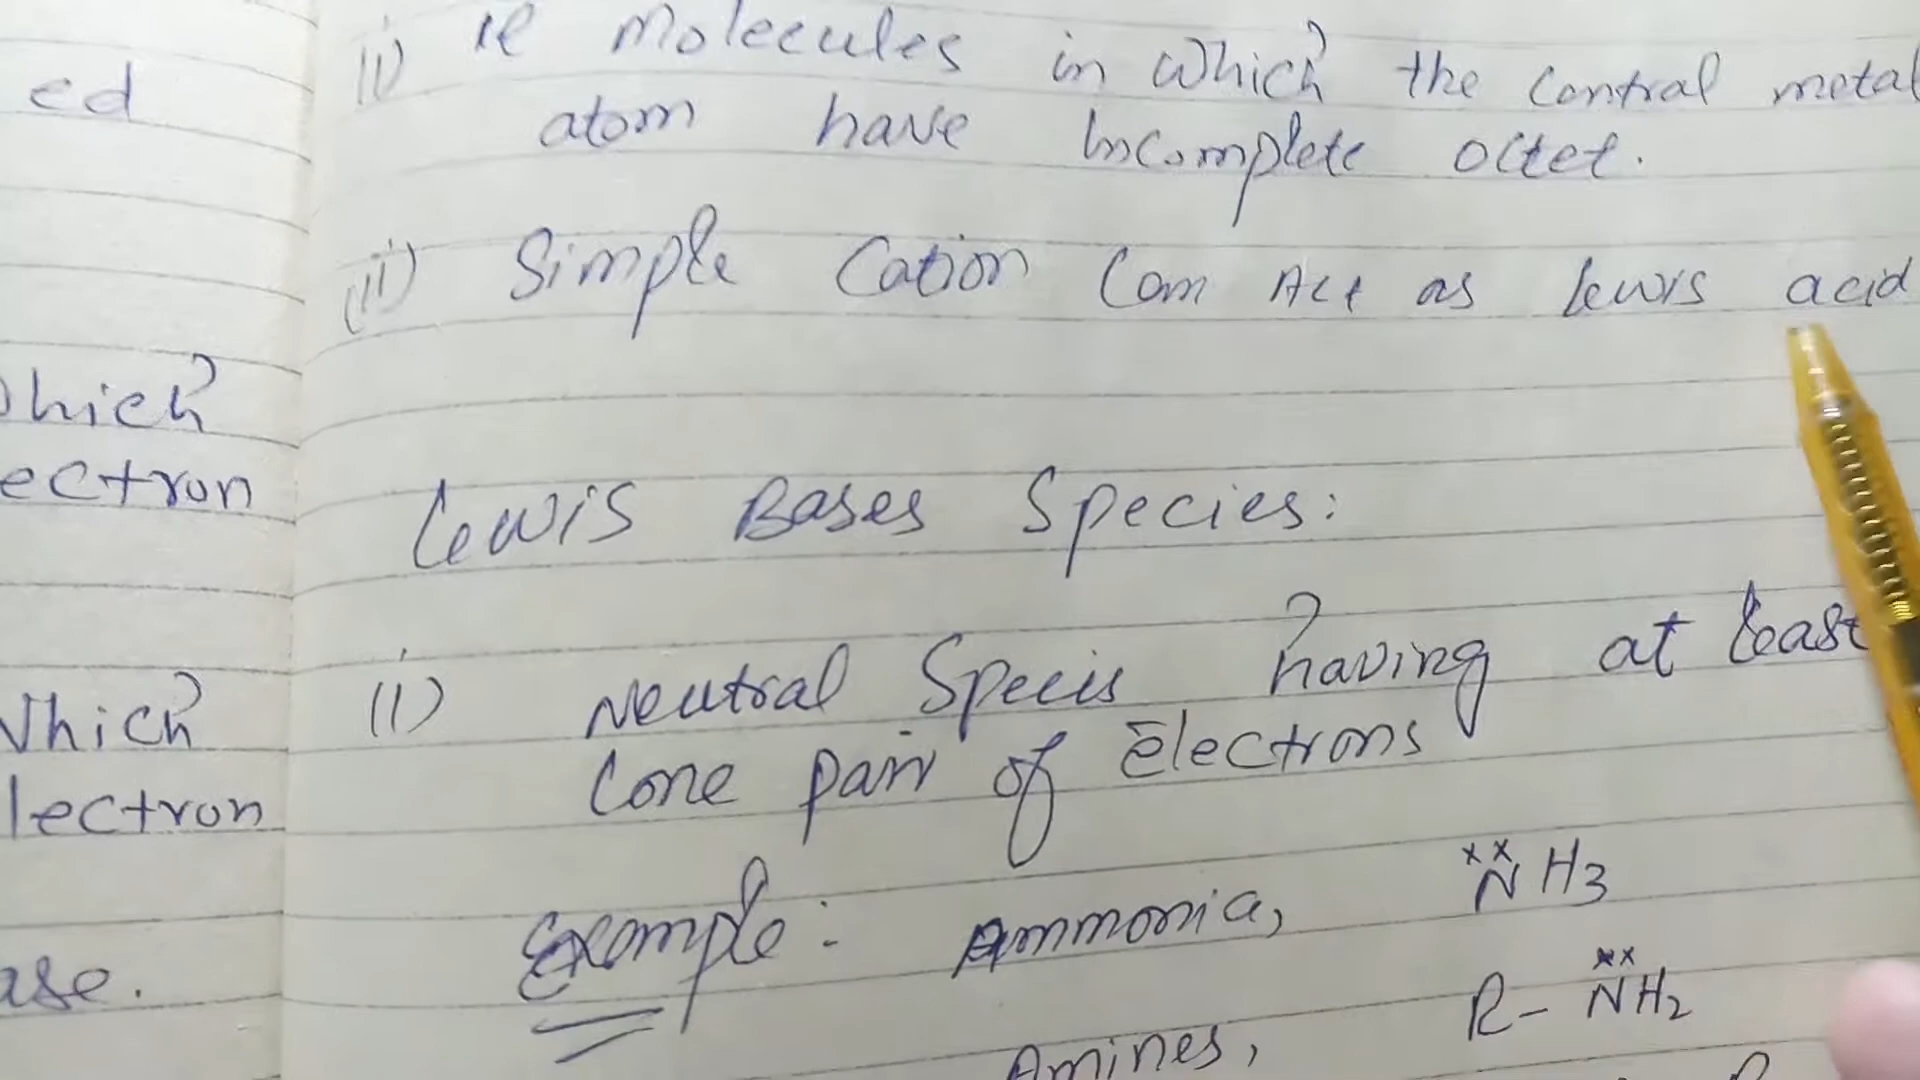 ed
hich
ectron
Which
lectron
ase.
ii) ie Molecules in which the Central metal
atom have incomplete octet.
(ii) Simple Cation Can Act as lewis acid
Lewis Bases Species:
(i) Neutral Specis having at least
lone pair of electrons
Example: Ammonia, NH3
Amines, R-NH2
R